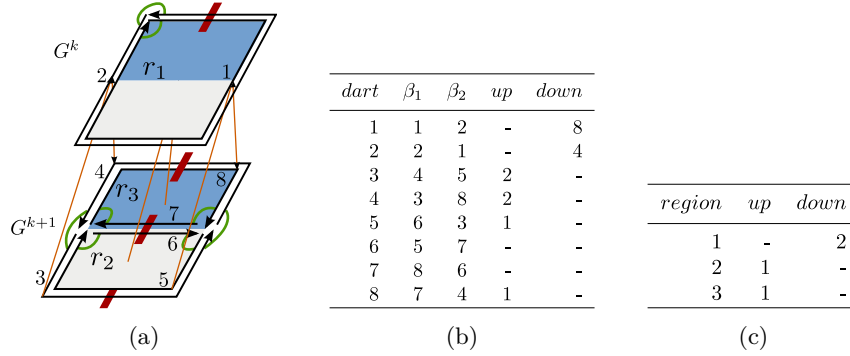 G^k
r_1
2
1
4
r_3
8
7
G^{k+1}
6
r_2
3
5
(a)
dart β_1 β_2 up down
1 1 2 - 8
2 2 1 - 4
3 4 5 2 -
4 3 8 2 -
5 6 3 1 -
6 5 7 - -
7 8 6 - -
8 7 4 1 -
(b)
region up down
1 - 2
2 1 -
3 1 -
(c)